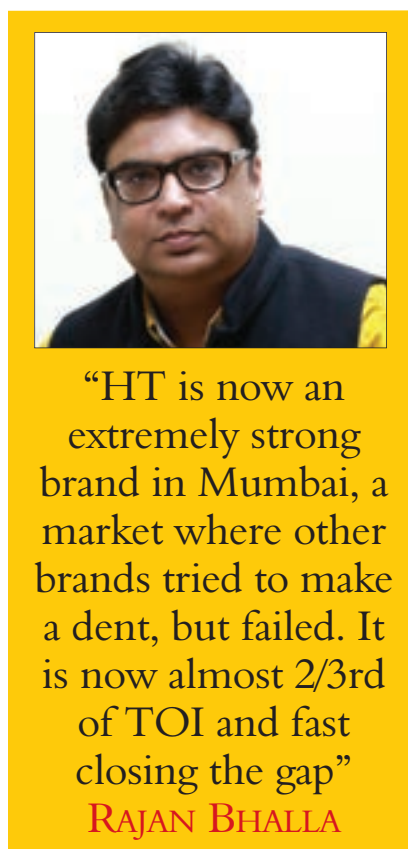 “HT is now an
extremely strong
brand in Mumbai, a
market where other
brands tried to make
a dent, but failed. It
is now almost 2/3rd
of TOI and fast
closing the gap”
RAJAN BHALLA